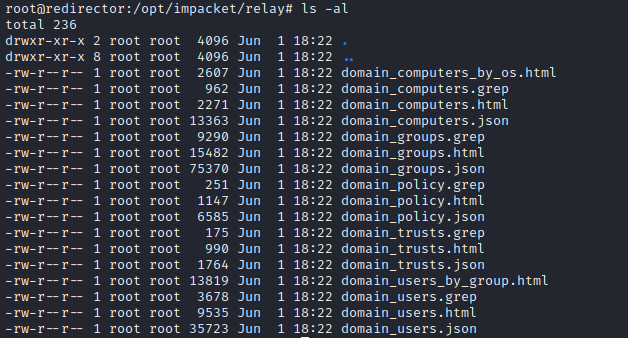 root@redirector:/opt/impacket/relay# ls -al
total 236
drwxr-xr-x 2 root root  4096 Jun  1 18:22 .
drwxr-xr-x 8 root root  4096 Jun  1 18:22 ..
-rw-r--r-- 1 root root  2607 Jun  1 18:22 domain_computers_by_os.html
-rw-r--r-- 1 root root   962 Jun  1 18:22 domain_computers.grep
-rw-r--r-- 1 root root  2271 Jun  1 18:22 domain_computers.html
-rw-r--r-- 1 root root 13363 Jun  1 18:22 domain_computers.json
-rw-r--r-- 1 root root  9290 Jun  1 18:22 domain_groups.grep
-rw-r--r-- 1 root root 15482 Jun  1 18:22 domain_groups.html
-rw-r--r-- 1 root root 75370 Jun  1 18:22 domain_groups.json
-rw-r--r-- 1 root root   251 Jun  1 18:22 domain_policy.grep
-rw-r--r-- 1 root root  1147 Jun  1 18:22 domain_policy.html
-rw-r--r-- 1 root root  6585 Jun  1 18:22 domain_policy.json
-rw-r--r-- 1 root root   175 Jun  1 18:22 domain_trusts.grep
-rw-r--r-- 1 root root   990 Jun  1 18:22 domain_trusts.html
-rw-r--r-- 1 root root  1764 Jun  1 18:22 domain_trusts.json
-rw-r--r-- 1 root root 13819 Jun  1 18:22 domain_users_by_group.html
-rw-r--r-- 1 root root  3678 Jun  1 18:22 domain_users.grep
-rw-r--r-- 1 root root  9535 Jun  1 18:22 domain_users.html
-rw-r--r-- 1 root root 35723 Jun  1 18:22 domain_users.json